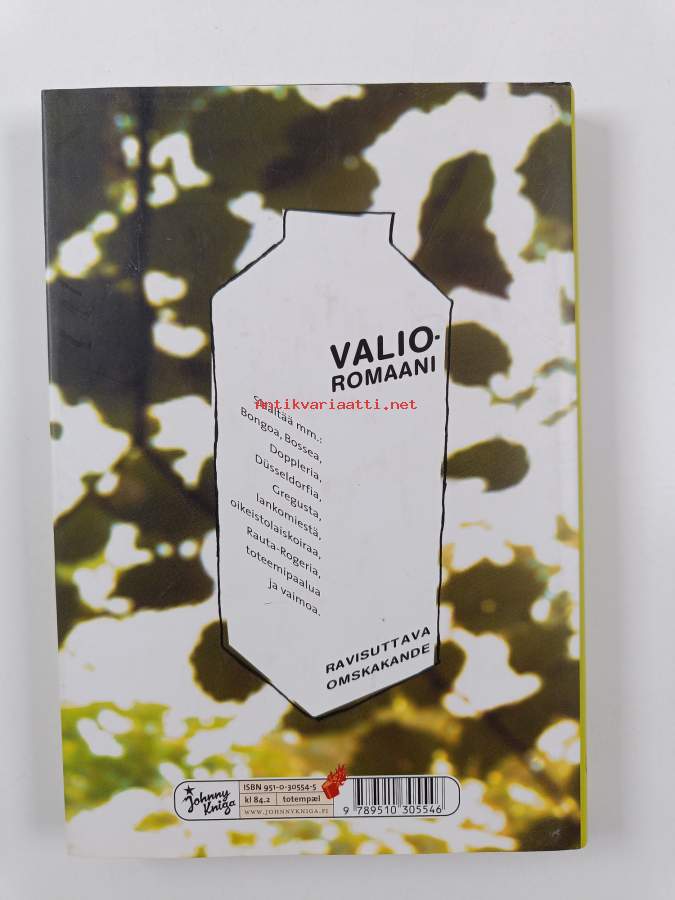 VALIO-
ROMAANI
Sisältää mm.:
Antikvariaatti.net
Bongoa, Bossea,
Doppleria,
Düsseldorfia,
Gregusta,
lankomiestä,
oikeistolaiskoiraa,
Rauta-Rogeria,
toteemipaalua
ja vaimoa.
RAVISUTTAVA
OMSKAKANDE
Johnny
Kniga
ISBN 951-0-30554-5
kl 84.2 totempæl
WWW.JOHNNYKNIGA.FI
9 789510 305546